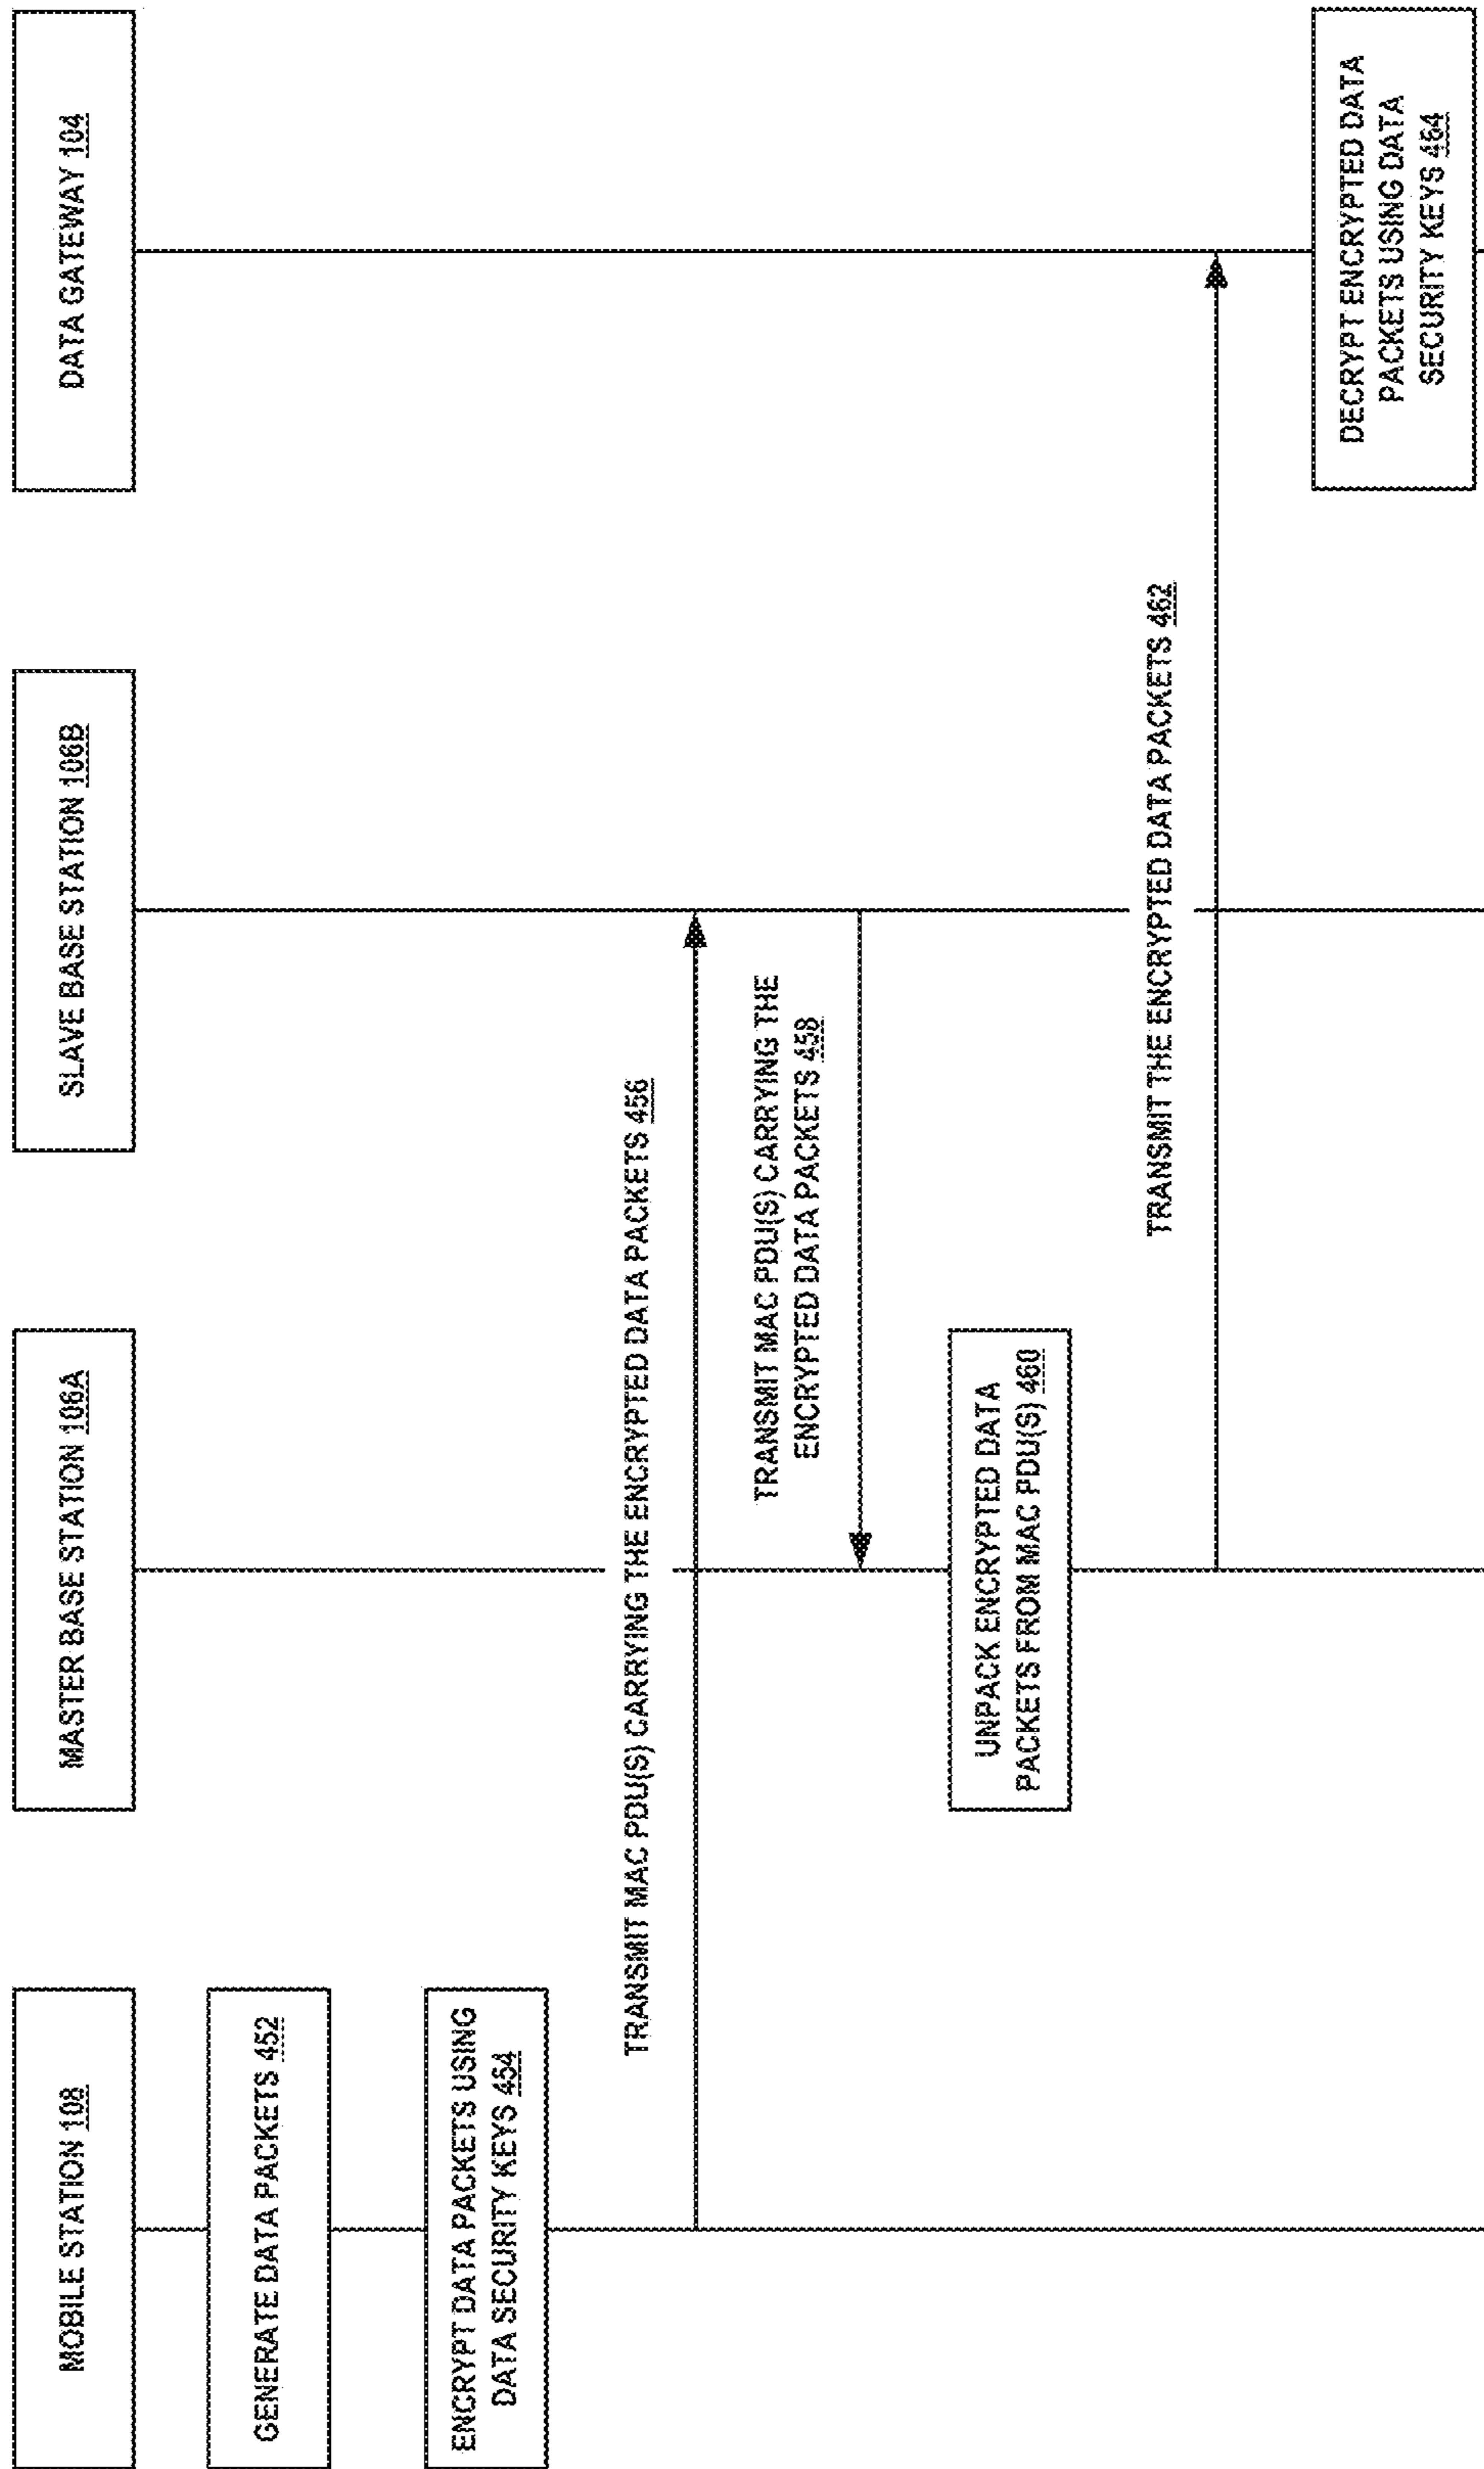 MOBILE STATION 108
MASTER BASE STATION 106A
SLAVE BASE STATION 106B
DATA GATEWAY 104
GENERATE DATA PACKETS 452
ENCRYPT DATA PACKETS USING
DATA SECURITY KEYS 454
TRANSMIT MAC PDU(S) CARRYING THE ENCRYPTED DATA PACKETS 456
TRANSMIT MAC PDU(S) CARRYING THE
ENCRYPTED DATA PACKETS 458
UNPACK ENCRYPTED DATA
PACKETS FROM MAC PDU(S) 460
TRANSMIT THE ENCRYPTED DATA PACKETS 462
DECRYPT ENCRYPTED DATA
PACKETS USING DATA
SECURITY KEYS 464